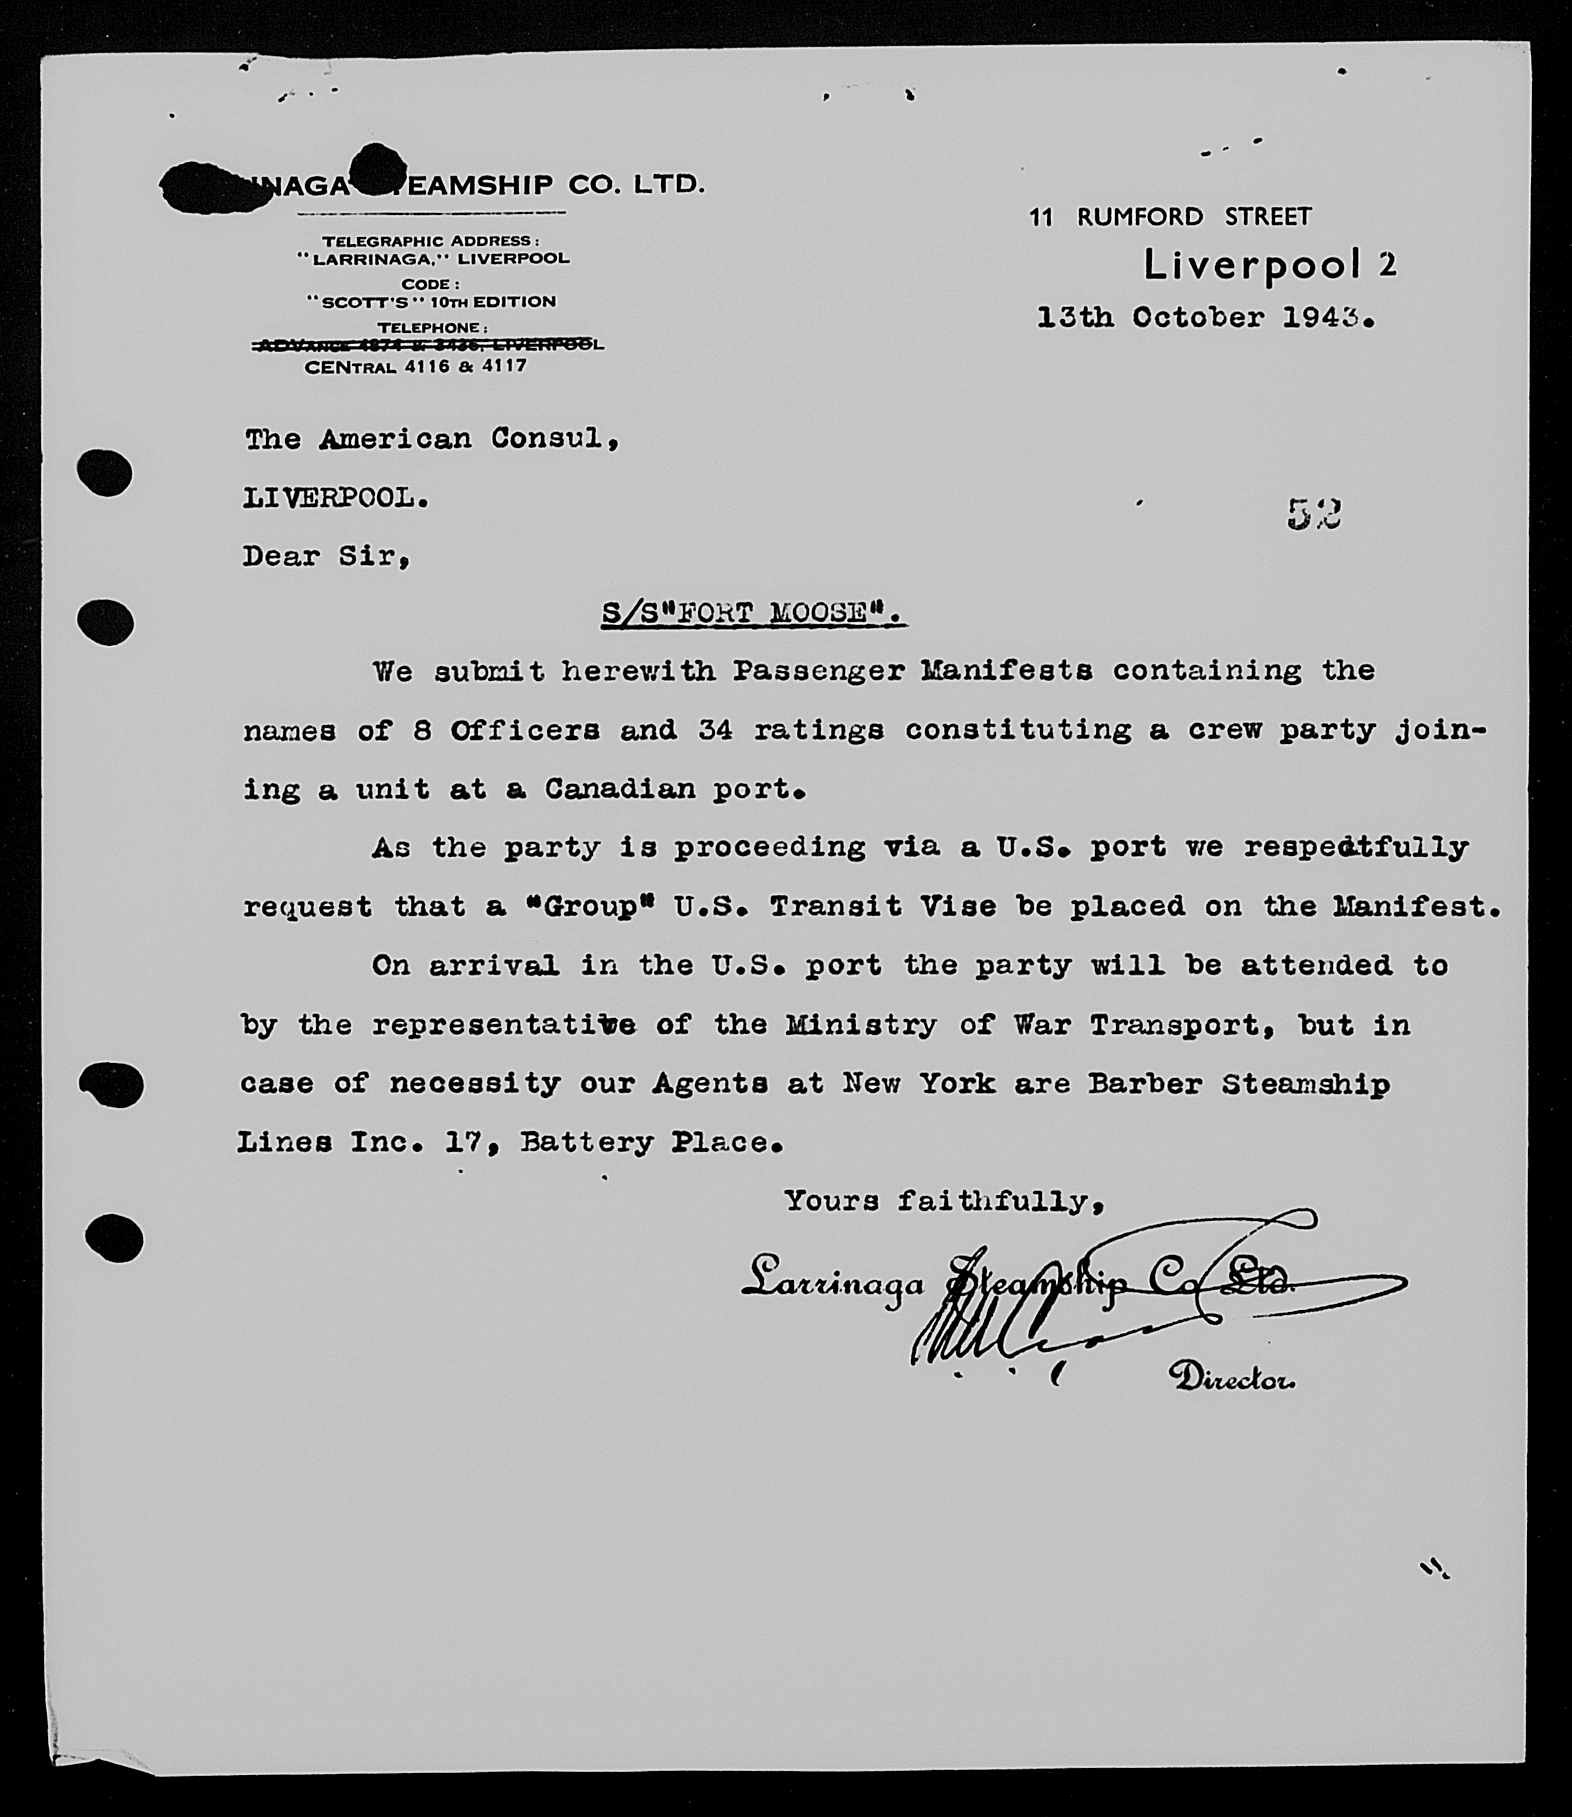 NAGA STEAMSHIP CO. LTD.
TELEGRAPHIC ADDRESS:
"LARRINAGA," LIVERPOOL
CODE:
"SCOTT'S" 10TH EDITION
TELEPHONE:
ADVANCE 4874 & 3436, LIVERPOOL
CENTRAL 4116 & 4117
11 RUMFORD STREET
Liverpool 2
13th October 1943.
The American Consul,
LIVERPOOL.
52
Dear Sir,
S/S"FORT MOOSE".
We submit herewith Passenger Manifests containing the
names of 8 Officers and 34 ratings constituting a crew party join-
ing a unit at a Canadian port.
As the party is proceeding via a U.S. port we respectfully
request that a "Group" U.S. Transit Vise be placed on the Manifest.
On arrival in the U.S. port the party will be attended to
by the representative of the Ministry of War Transport, but in
case of necessity our Agents at New York are Barber Steamship
Lines Inc. 17, Battery Place.
Yours faithfully,
Larrinaga Steamship Co Ltd.
Director.